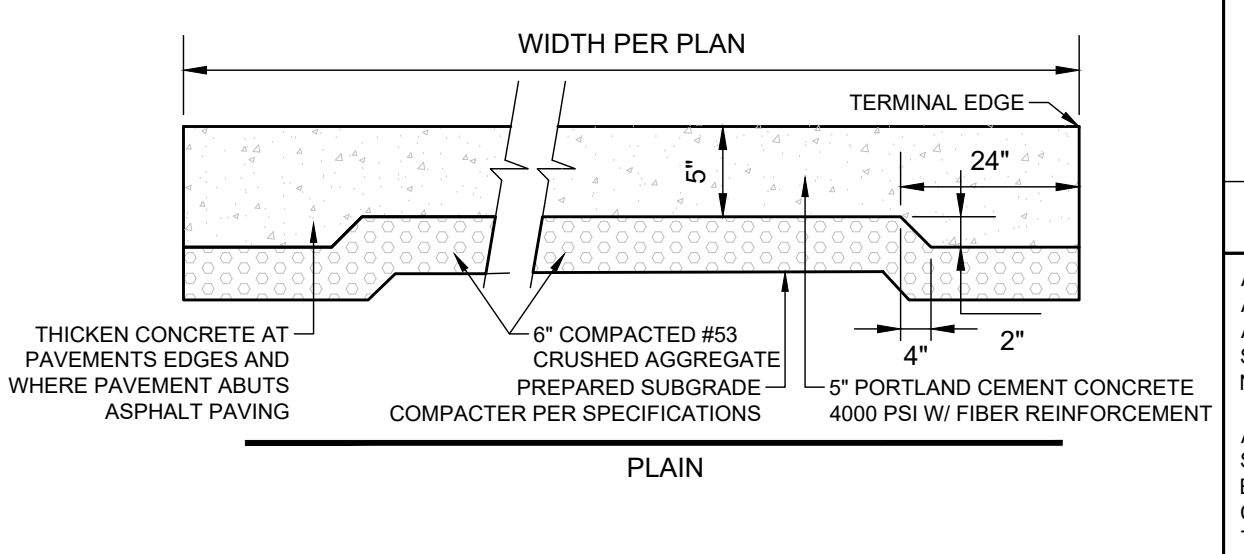 WIDTH PER PLAN
TERMINAL EDGE
5"
24"
4"
2"
THICKEN CONCRETE AT
PAVEMENTS EDGES AND
WHERE PAVEMENT ABUTS
ASPHALT PAVING
6" COMPACTED #53
CRUSHED AGGREGATE
PREPARED SUBGRADE
COMPACTER PER SPECIFICATIONS
5" PORTLAND CEMENT CONCRETE
4000 PSI W/ FIBER REINFORCEMENT
PLAIN